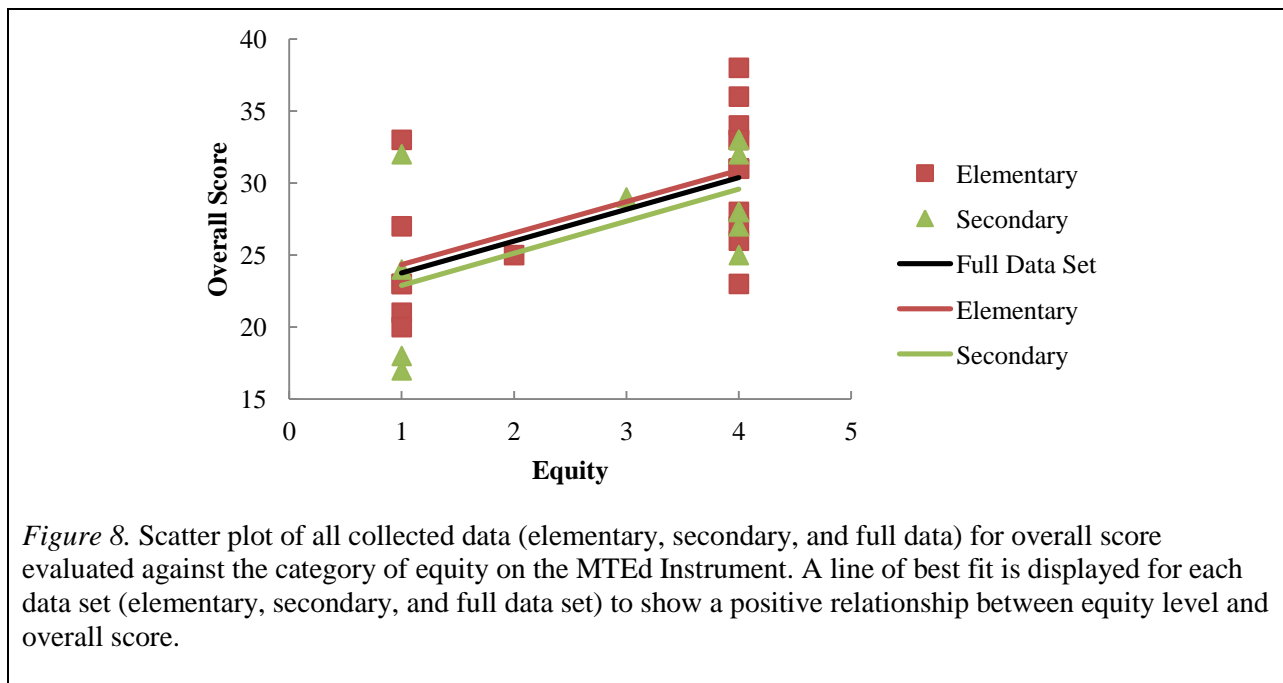 40
35
30
25
20
15
Overall Score
0 1 2 3 4 5
Equity
Elementary
Secondary
Full Data Set
Elementary
Secondary
Figure 8. Scatter plot of all collected data (elementary, secondary, and full data) for overall score
evaluated against the category of equity on the MTEd Instrument. A line of best fit is displayed for each
data set (elementary, secondary, and full data set) to show a positive relationship between equity level and
overall score.